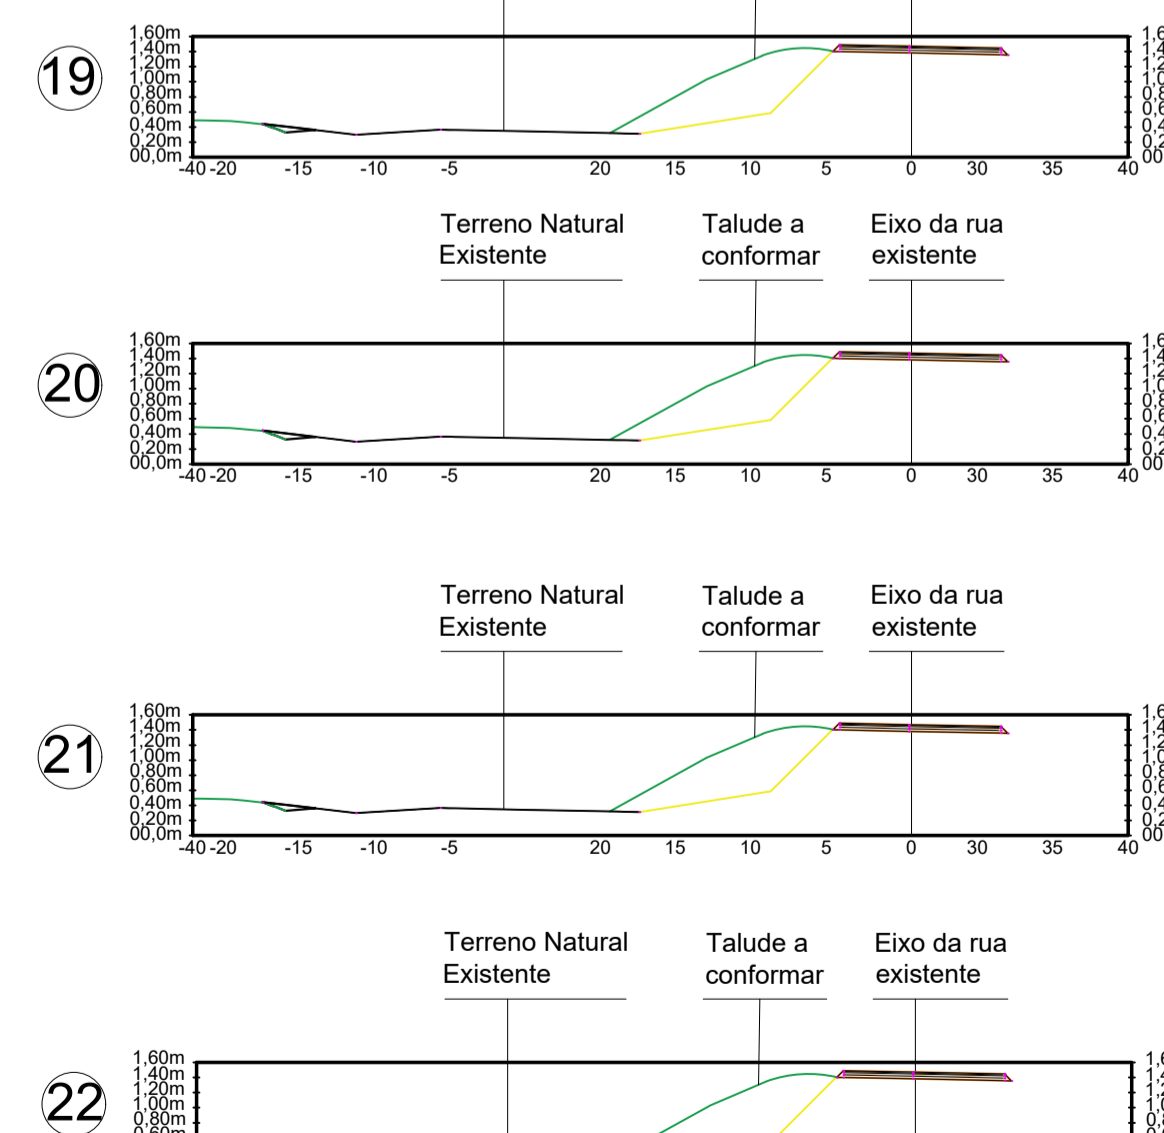 19
1,60m
1,40m
1,20m
1,00m
0,80m
0,60m
0,40m
0,20m
00,0m
-40 -20 -15 -10 -5 20 15 10 5 0 30 35 40
Terreno Natural
Existente
Talude a
conformar
Eixo da rua
existente
20
1,60m
1,40m
1,20m
1,00m
0,80m
0,60m
0,40m
0,20m
00,0m
-40 -20 -15 -10 -5 20 15 10 5 0 30 35 40
Terreno Natural
Existente
Talude a
conformar
Eixo da rua
existente
21
1,60m
1,40m
1,20m
1,00m
0,80m
0,60m
0,40m
0,20m
00,0m
-40 -20 -15 -10 -5 20 15 10 5 0 30 35 40
Terreno Natural
Existente
Talude a
conformar
Eixo da rua
existente
22
1,60m
1,40m
1,20m
1,00m
0,80m